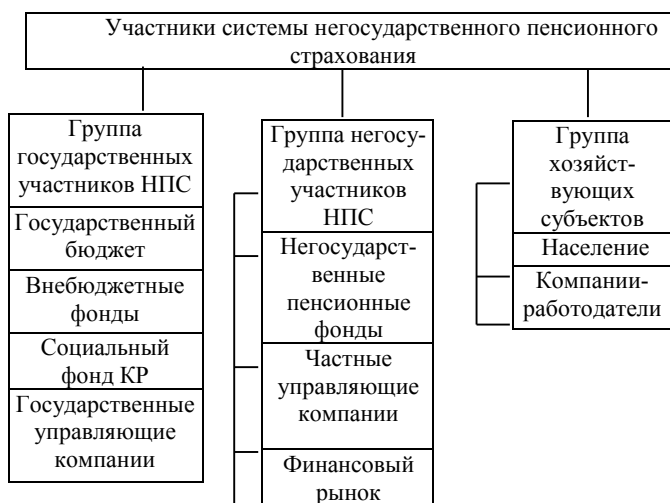 Участники системы негосударственного пенсионного
страхования
Группа
государственных
участников НПС
Государственный
бюджет
Внебюджетные
фонды
Социальный
фонд КР
Государственные
управляющие
компании
Группа негосу-
дарственных
участников
НПС
Негосударст-
венные
пенсионные
фонды
Частные
управляющие
компании
Финансовый
рынок
Группа
хозяйст-
вующих
субъектов
Население
Компании-
работодатели